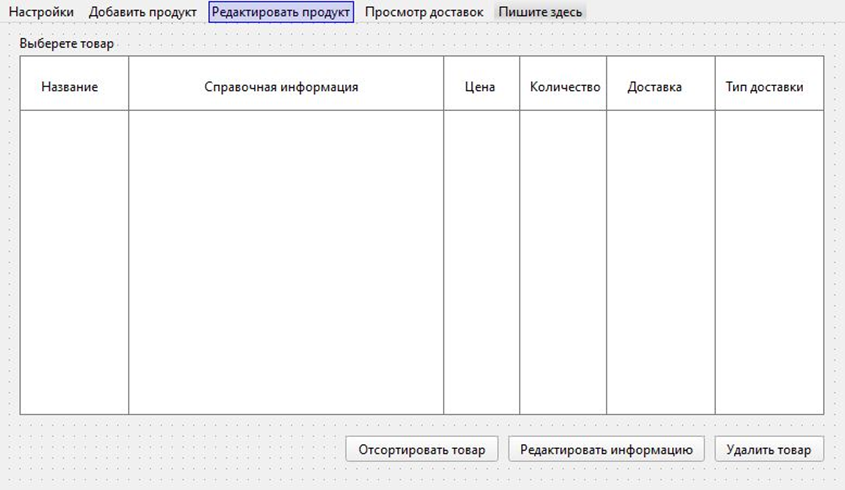 Настройки Добавить продукт Редактировать продукт Просмотр доставок Пишите здесь
Выберете товар
Название Справочная информация Цена Количество Доставка Тип доставки
Отсортировать товар Редактировать информацию Удалить товар